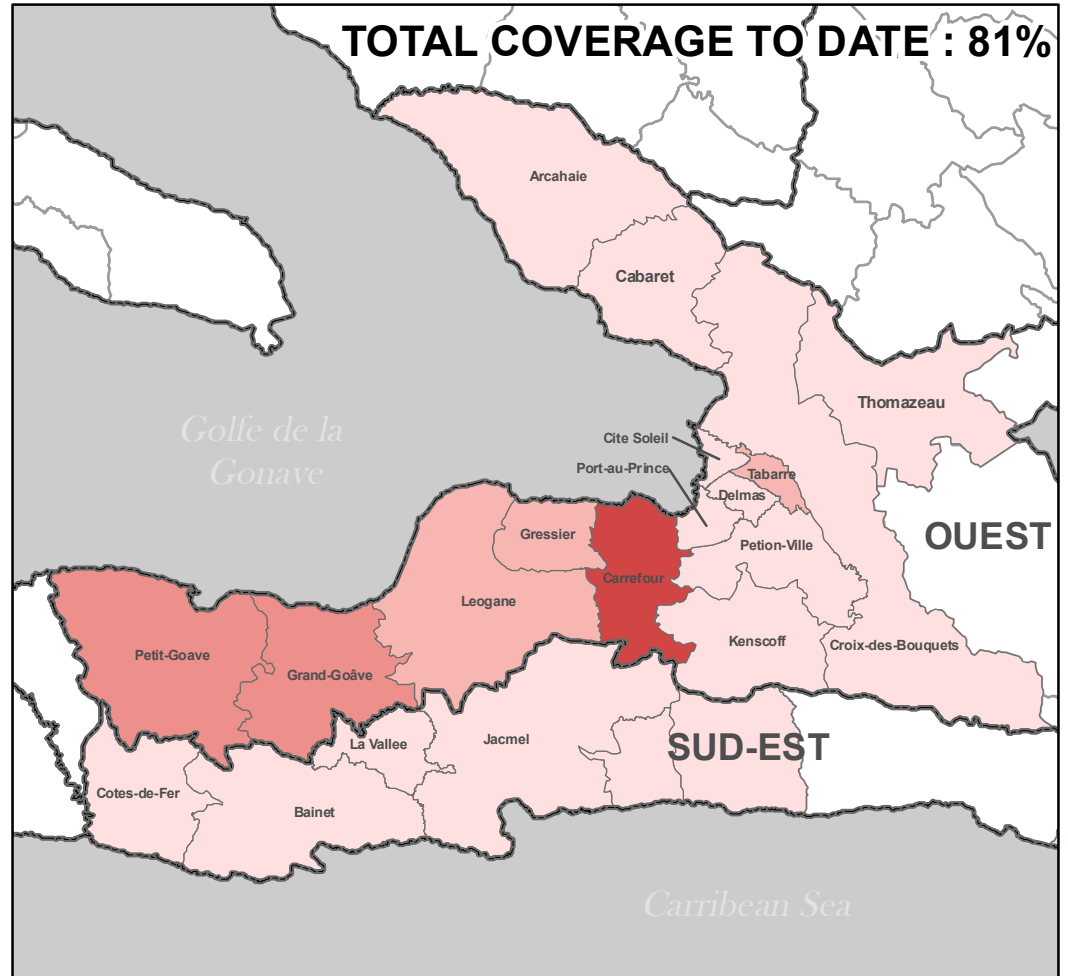 TOTAL COVERAGE TO DATE : 81%
Arcahaie
Cabaret
Thomazeau
Golfe de la
Gonave
Cite Soleil
Port-au-Prince
Tabarre
Delmas
OUEST
Gressier
Petion-Ville
Carrefour
Leogane
Kenscoff
Croix-des-Bouquets
Petit-Goave
Grand-Goâve
La Vallee
Jacmel
SUD-EST
Cotes-de-Fer
Bainet
Carribean Sea